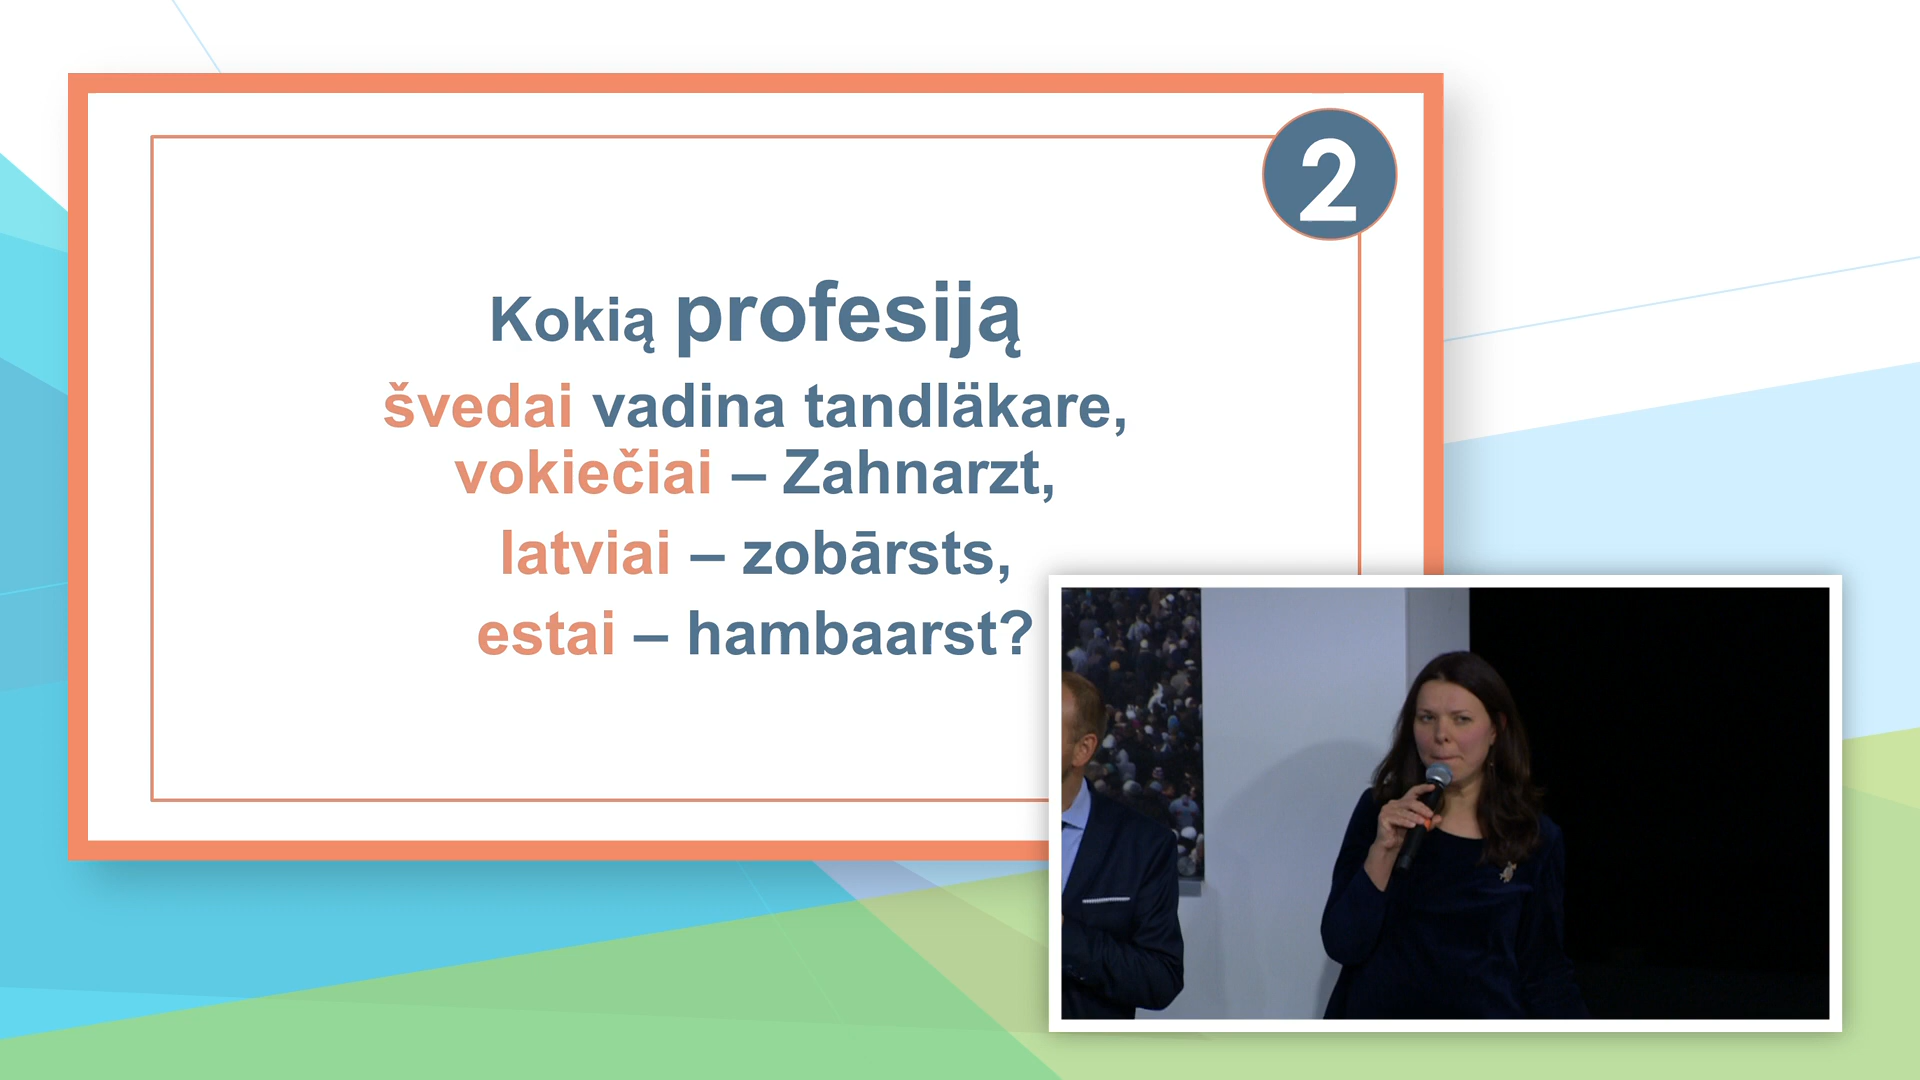 2
Kokią profesiją
švedai vadina tandläkare,
vokiečiai – Zahnarzt,
latviai – zobārsts,
estai – hambaarst?